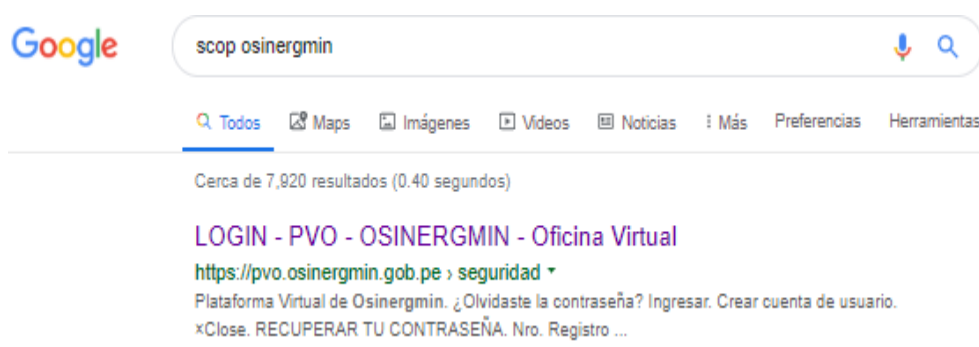 Google scop osinergmin
Todos Maps Imágenes Videos Noticias Más Preferencias Herramientas
Cerca de 7,920 resultados (0.40 segundos)
LOGIN - PVO - OSINERGMIN - Oficina Virtual
https://pvo.osinergmin.gob.pe › seguridad
Plataforma Virtual de Osinergmin. ¿Olvidaste la contraseña? Ingresar. Crear cuenta de usuario.
×Close. RECUPERAR TU CONTRASEÑA. Nro. Registro ...